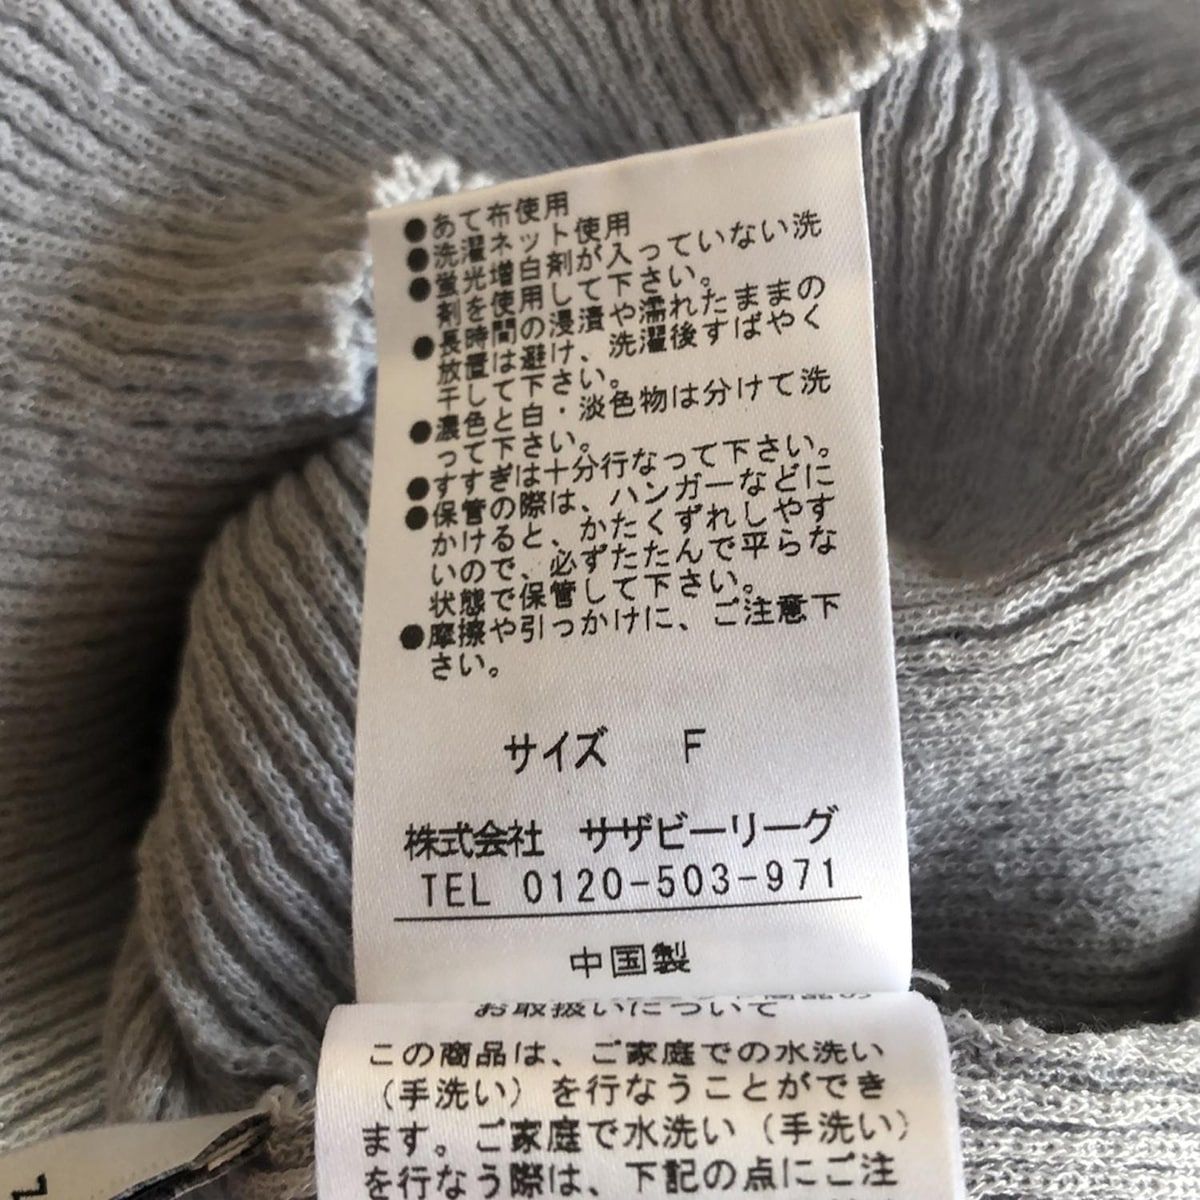 ●あて布使用
●洗濯ネット使用
●蛍光増白剤が入っていない洗
剤を使用して下さい。
●長時間の浸漬や濡れたままの
放置は避け、洗濯後すばやく
干して下さい。
●濃色と白・淡色物は分けて洗
って下さい。
●すすぎは十分行なって下さい。
●保管の際は、ハンガーなどに
かけると、かたくずれしやす
いので、必ずたたんで平らな
状態で保管して下さい。
●摩擦や引っかけに、ご注意下
さい。
サイズ F
株式会社 サザビーリーグ
TEL 0120-503-971
中国製
お取扱いについて
この商品は、ご家庭での水洗い
(手洗い)を行なうことができ
ます。ご家庭で水洗い(手洗い)
を行なう際は、下記の点にご注